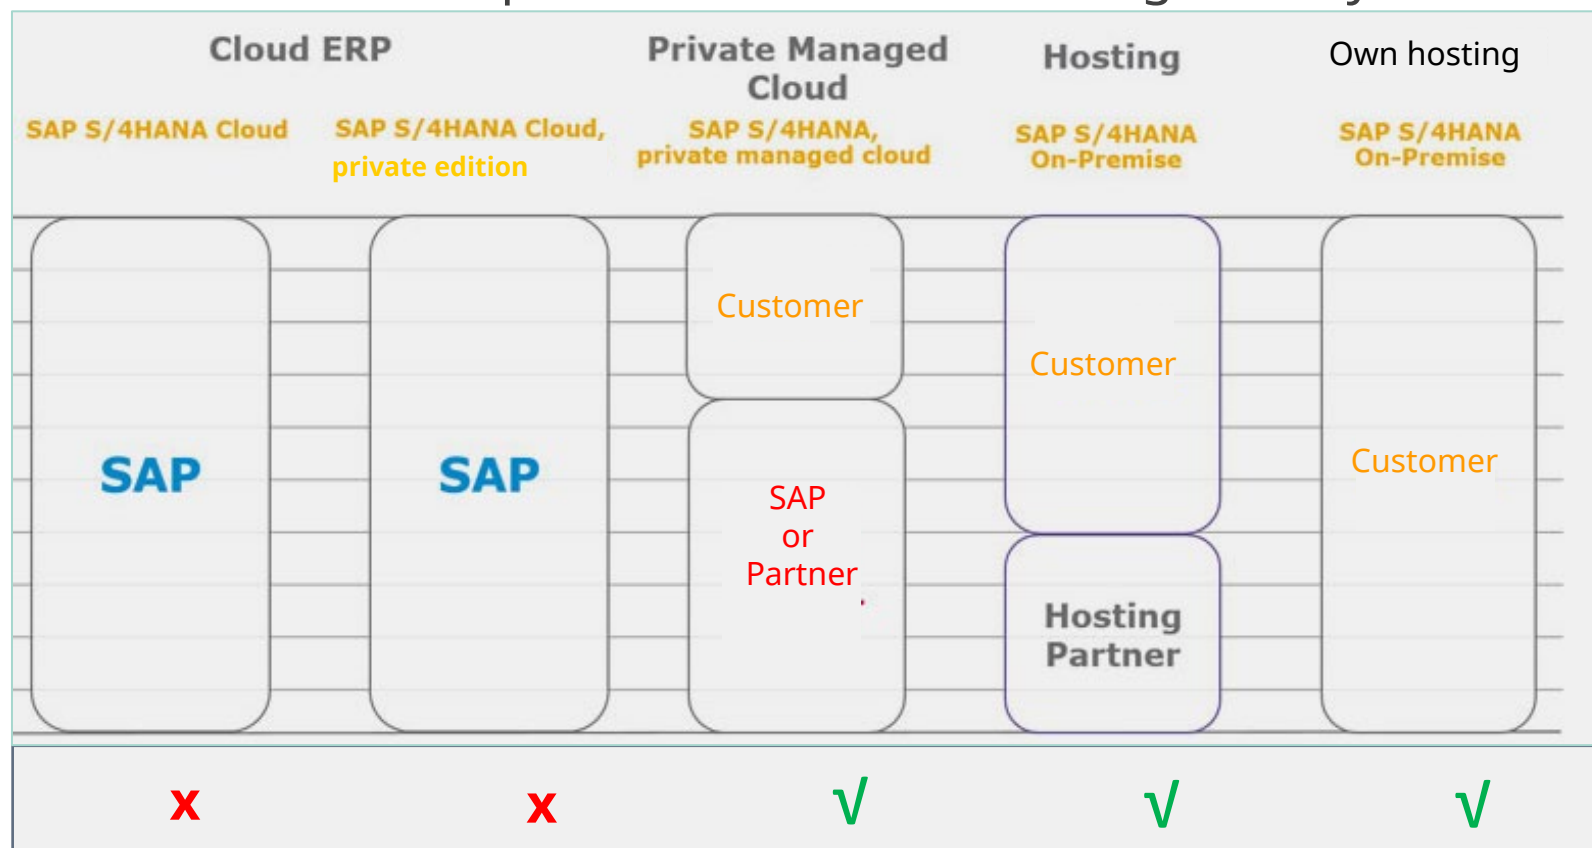 Cloud ERP
Private Managed
Cloud
Hosting
Own hosting
SAP S/4HANA Cloud
SAP S/4HANA Cloud,
private edition
SAP S/4HANA,
private managed cloud
SAP S/4HANA
On-Premise
SAP S/4HANA
On-Premise
SAP
SAP
Customer
SAP
or
Partner
Customer
Hosting
Partner
Customer
x
x
√
√
√